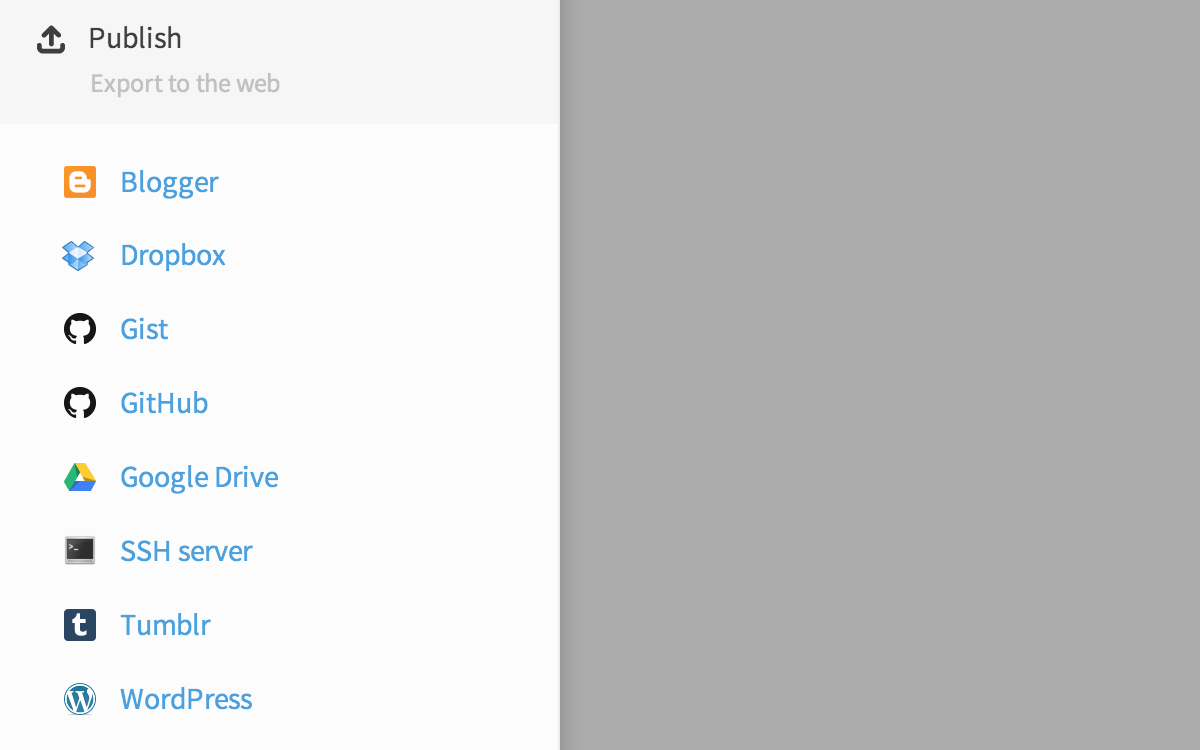 Publish
Export to the web
Blogger
Dropbox
Gist
GitHub
Google Drive
SSH server
Tumblr
WordPress